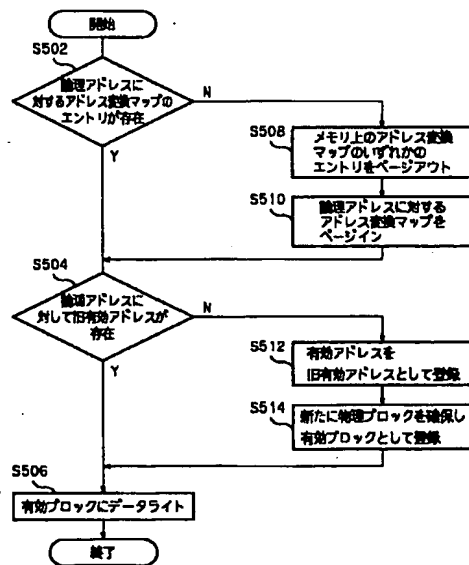 開始
S502
論理アドレスに
対するアドレス変換マップの
エントリが存在
N
Y
S508
メモリ上のアドレス変換
マップのいずれかの
エントリをページアウト
S510
論理アドレスに対する
アドレス変換マップを
ページイン
S504
論理アドレスに
対して旧有効アドレスが
存在
N
Y
S512
有効アドレスを
旧有効アドレスとして登録
S514
新たに物理ブロックを確保し
有効ブロックとして登録
S506
有効ブロックにデータライト
終了